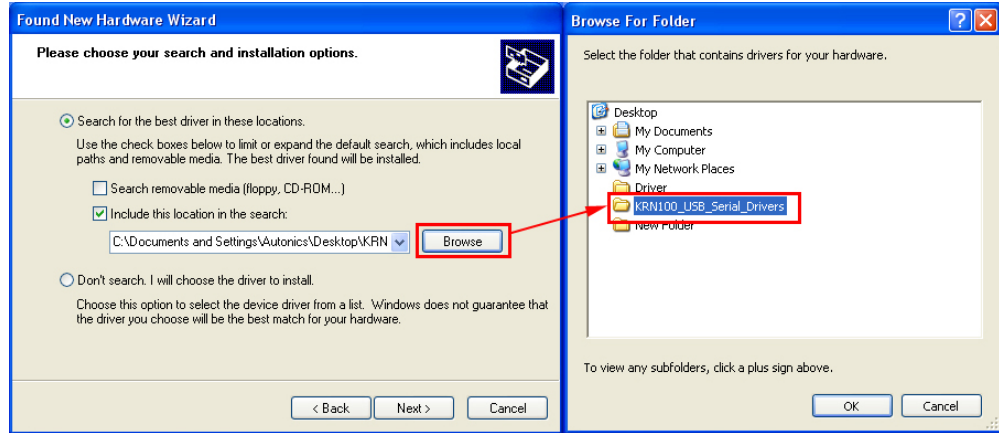 Found New Hardware Wizard
Please choose your search and installation options.
Search for the best driver in these locations.
Use the check boxes below to limit or expand the default search, which includes local
paths and removable media. The best driver found will be installed.
Search removable media (floppy, CD-ROM...)
Include this location in the search:
C:\Documents and Settings\Autonics\Desktop\KRN
Browse
Don't search. I will choose the driver to install.
Choose this option to select the device driver from a list. Windows does not guarantee that
the driver you choose will be the best match for your hardware.
< Back
Next >
Cancel
Browse For Folder
Select the folder that contains drivers for your hardware.
Desktop
My Documents
My Computer
My Network Places
Driver
KRN100_USB_Serial_Drivers
New Folder
To view any subfolders, click a plus sign above.
OK
Cancel